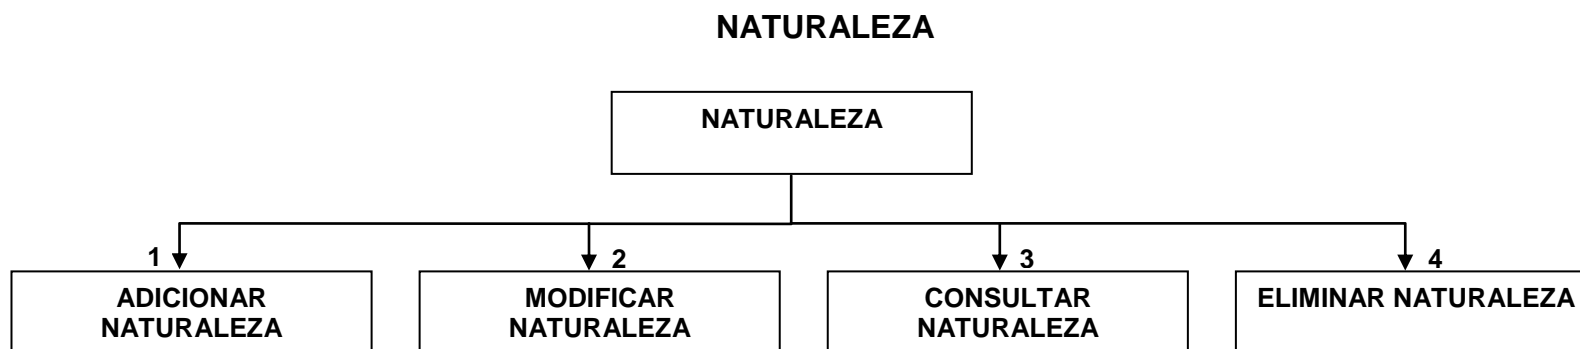 NATURALEZA
NATURALEZA
1
2
3
4
ADICIONAR
NATURALEZA
MODIFICAR
NATURALEZA
CONSULTAR
NATURALEZA
ELIMINAR NATURALEZA